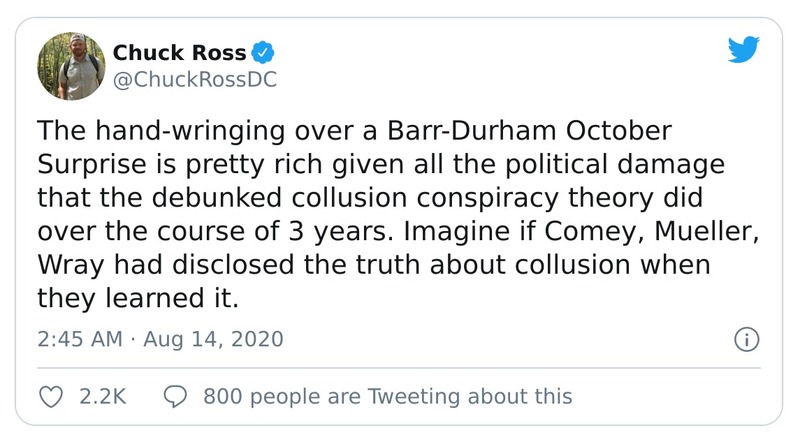 Chuck Ross
@ChuckRossDC
The hand-wringing over a Barr-Durham October
Surprise is pretty rich given all the political damage
that the debunked collusion conspiracy theory did
over the course of 3 years. Imagine if Comey, Mueller,
Wray had disclosed the truth about collusion when
they learned it.
2:45 AM · Aug 14, 2020
2.2K 800 people are Tweeting about this